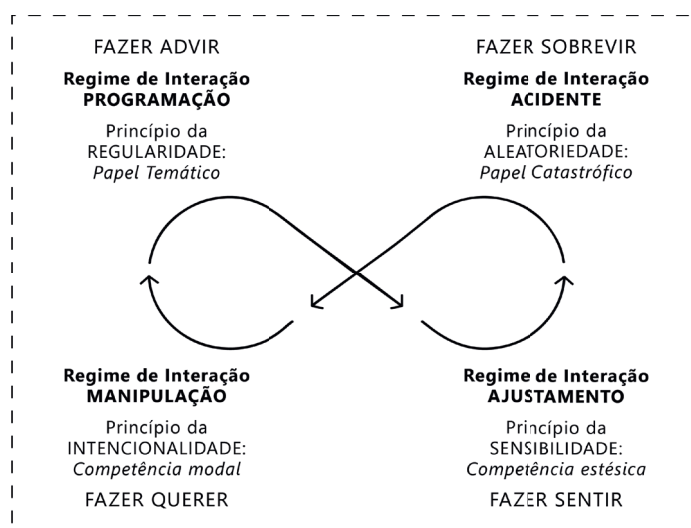 FAZER ADVIR
Regime de Interação
PROGRAMAÇÃO
Princípio da
REGULARIDADE:
Papel Temático
FAZER SOBREVIR
Regime de Interação
ACIDENTE
Princípio da
ALEATORIEDADE:
Papel Catastrófico
Regime de Interação
MANIPULAÇÃO
Princípio da
INTENCIONALIDADE:
Competência modal
FAZER QUERER
Regime de Interação
AJUSTAMENTO
Princípio da
SENSIBILIDADE:
Competência estésica
FAZER SENTIR